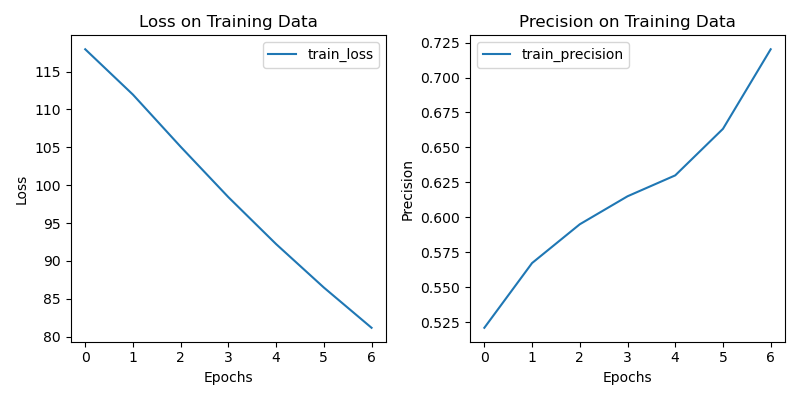 Loss on Training Data
train_loss
115
110
105
100
95
90
85
80
0 1 2 3 4 5 6
Loss
Epochs
Precision on Training Data
train_precision
0.725
0.700
0.675
0.650
0.625
0.600
0.575
0.550
0.525
0 1 2 3 4 5 6
Precision
Epochs